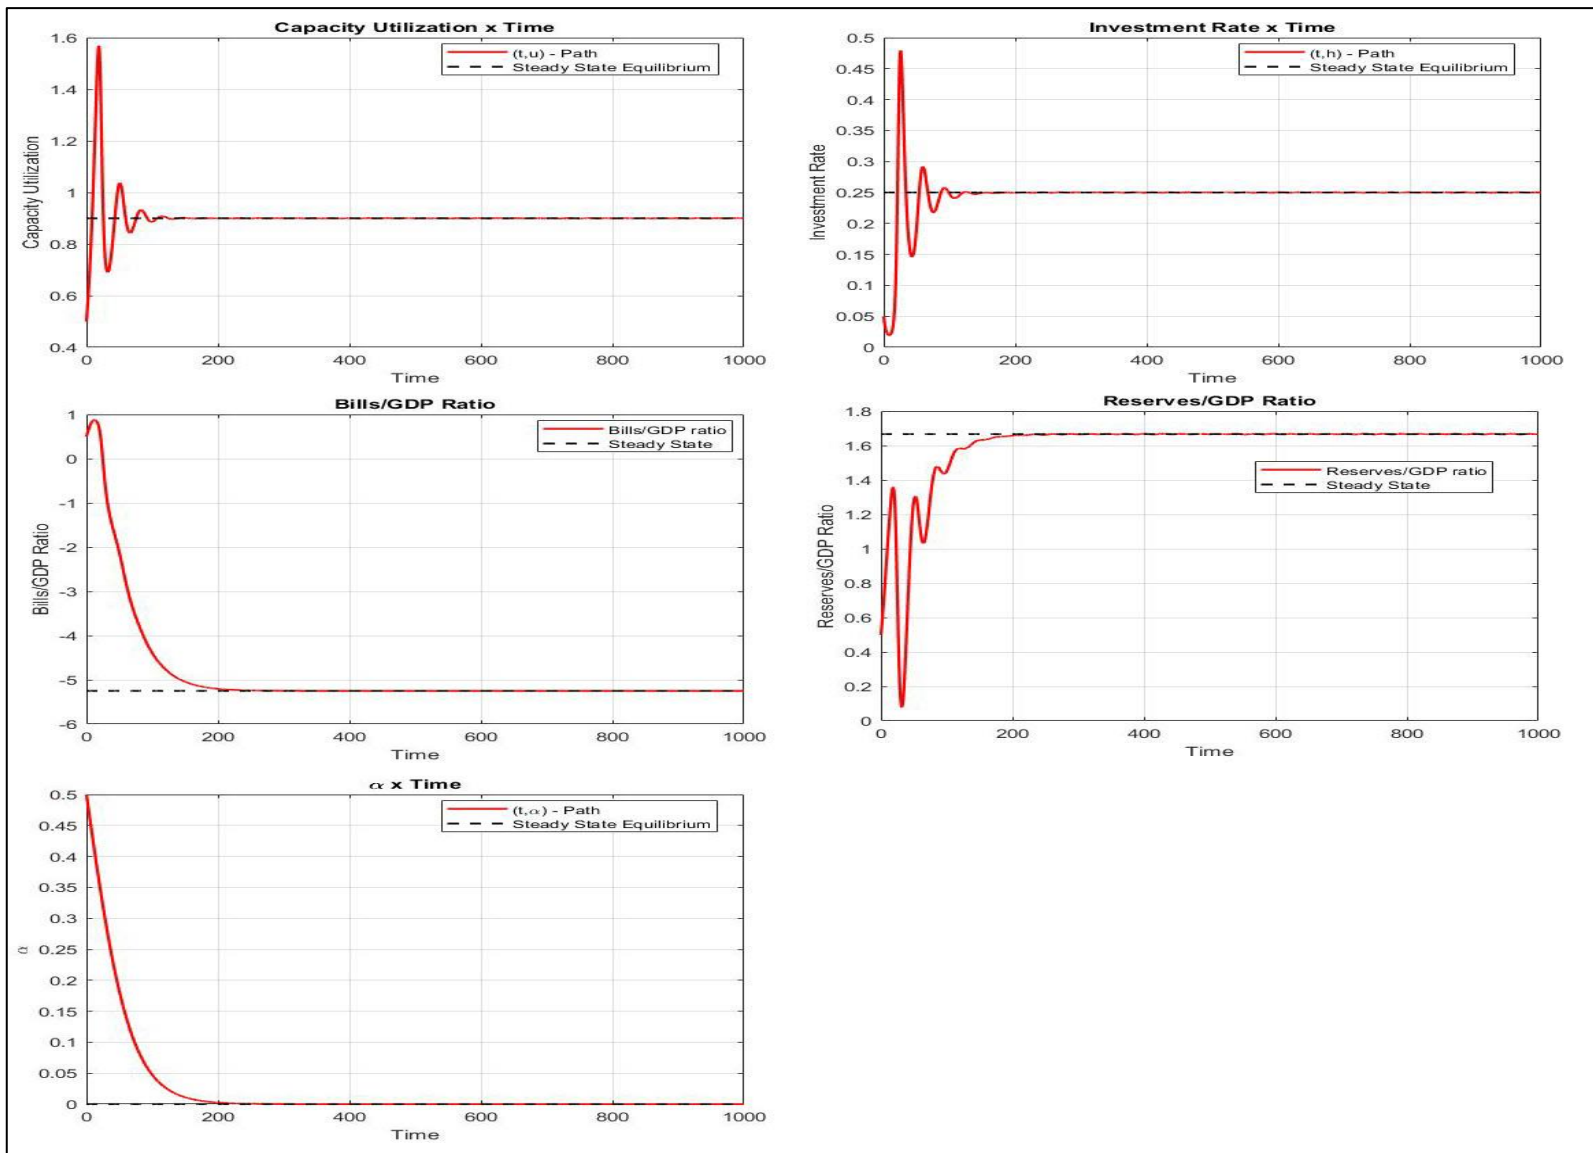 Capacity Utilization x Time
1.6
1.4
1.2
1
0.8
0.6
0.4
Capacity Utilization
(t,u) - Path
Steady State Equilibrium
0 200 400 600 800 1000
Time
Investment Rate x Time
0.5
0.45
0.4
0.35
0.3
0.25
0.2
0.15
0.1
0.05
0
Investment Rate
(t,h) - Path
Steady State Equilibrium
0 200 400 600 800 1000
Time
Bills/GDP Ratio
1
0
-1
-2
-3
-4
-5
-6
Bills/GDP Ratio
Bills/GDP ratio
Steady State
0 200 400 600 800 1000
Time
Reserves/GDP Ratio
1.8
1.6
1.4
1.2
1
0.8
0.6
0.4
0.2
0
Reserves/GDP Ratio
Reserves/GDP ratio
Steady State
0 200 400 600 800 1000
Time
α x Time
0.5
0.45
0.4
0.35
0.3
0.25
0.2
0.15
0.1
0.05
0
α
(t,α) - Path
Steady State Equilibrium
0 200 400 600 800 1000
Time